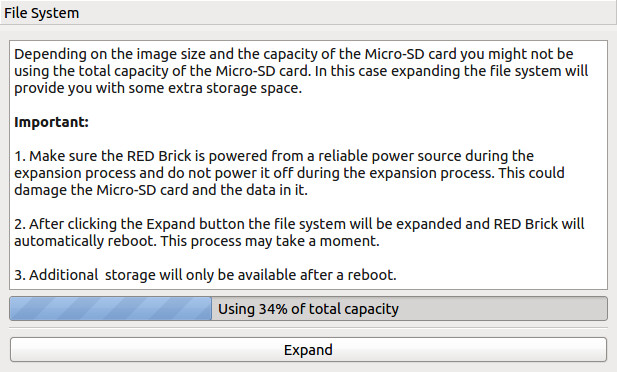 File System
Depending on the image size and the capacity of the Micro-SD card you might not be
using the total capacity of the Micro-SD card. In this case expanding the file system will
provide you with some extra storage space.
Important:
1. Make sure the RED Brick is powered from a reliable power source during the
expansion process and do not power it off during the expansion process. This could
damage the Micro-SD card and the data in it.
2. After clicking the Expand button the file system will be expanded and RED Brick will
automatically reboot. This process may take a moment.
3. Additional  storage will only be available after a reboot.
Using 34% of total capacity
Expand